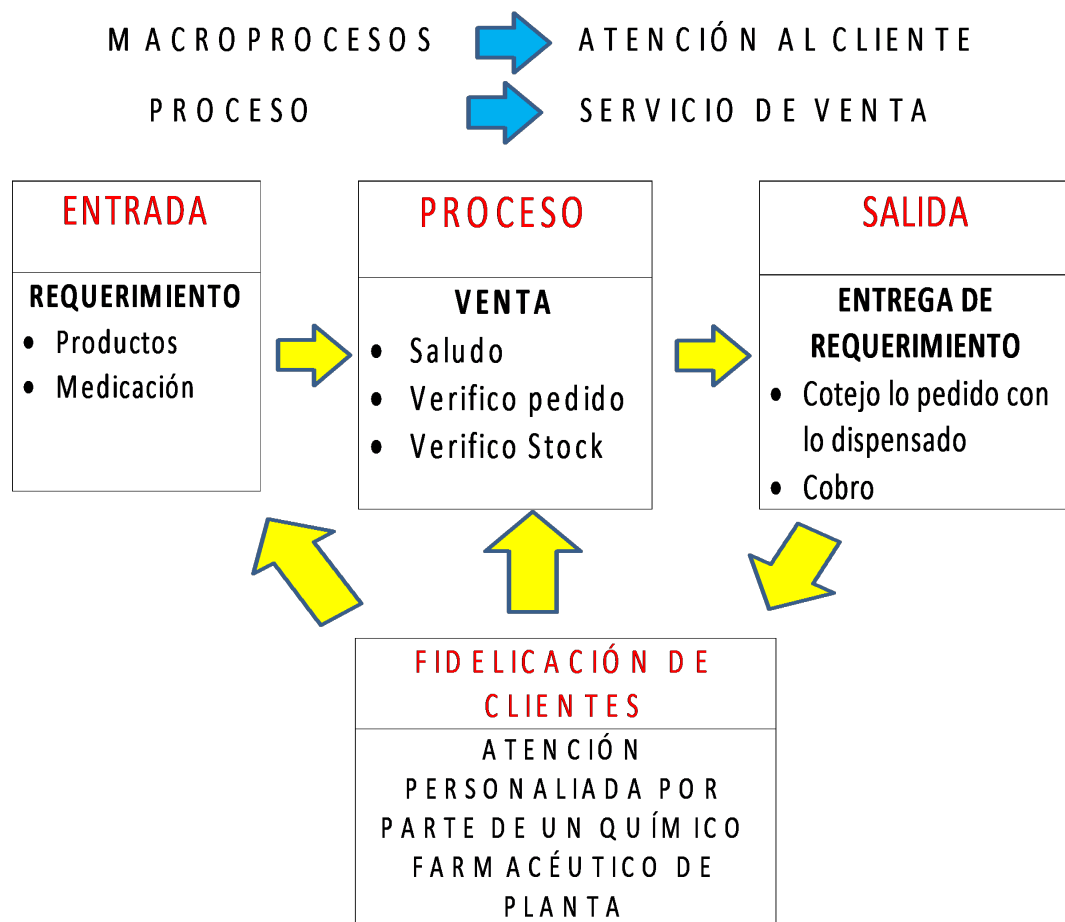 MACROPROCESOS ATENCIÓN AL CLIENTE
PROCESO SERVICIO DE VENTA
ENTRADA
REQUERIMIENTO
• Productos
• Medicación
PROCESO
VENTA
• Saludo
• Verifico pedido
• Verifico Stock
SALIDA
ENTREGA DE
REQUERIMIENTO
• Cotejo lo pedido con
lo dispensado
• Cobro
FIDELICACIÓN DE
CLIENTES
ATENCIÓN
PERSONALIADA POR
PARTE DE UN QUÍMICO
FARMACÉUTICO DE
PLANTA